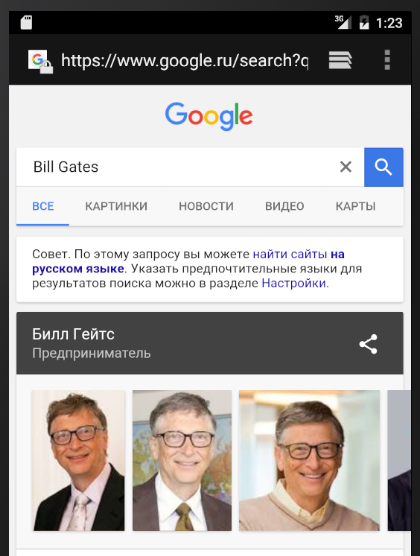 3G 1:23
https://www.google.ru/search?q
Google
Bill Gates
ВСЕ КАРТИНКИ НОВОСТИ ВИДЕО КАРТЫ
Совет. По этому запросу вы можете найти сайты на
русском языке. Указать предпочтительные языки для
результатов поиска можно в разделе Настройки.
Билл Гейтс
Предприниматель